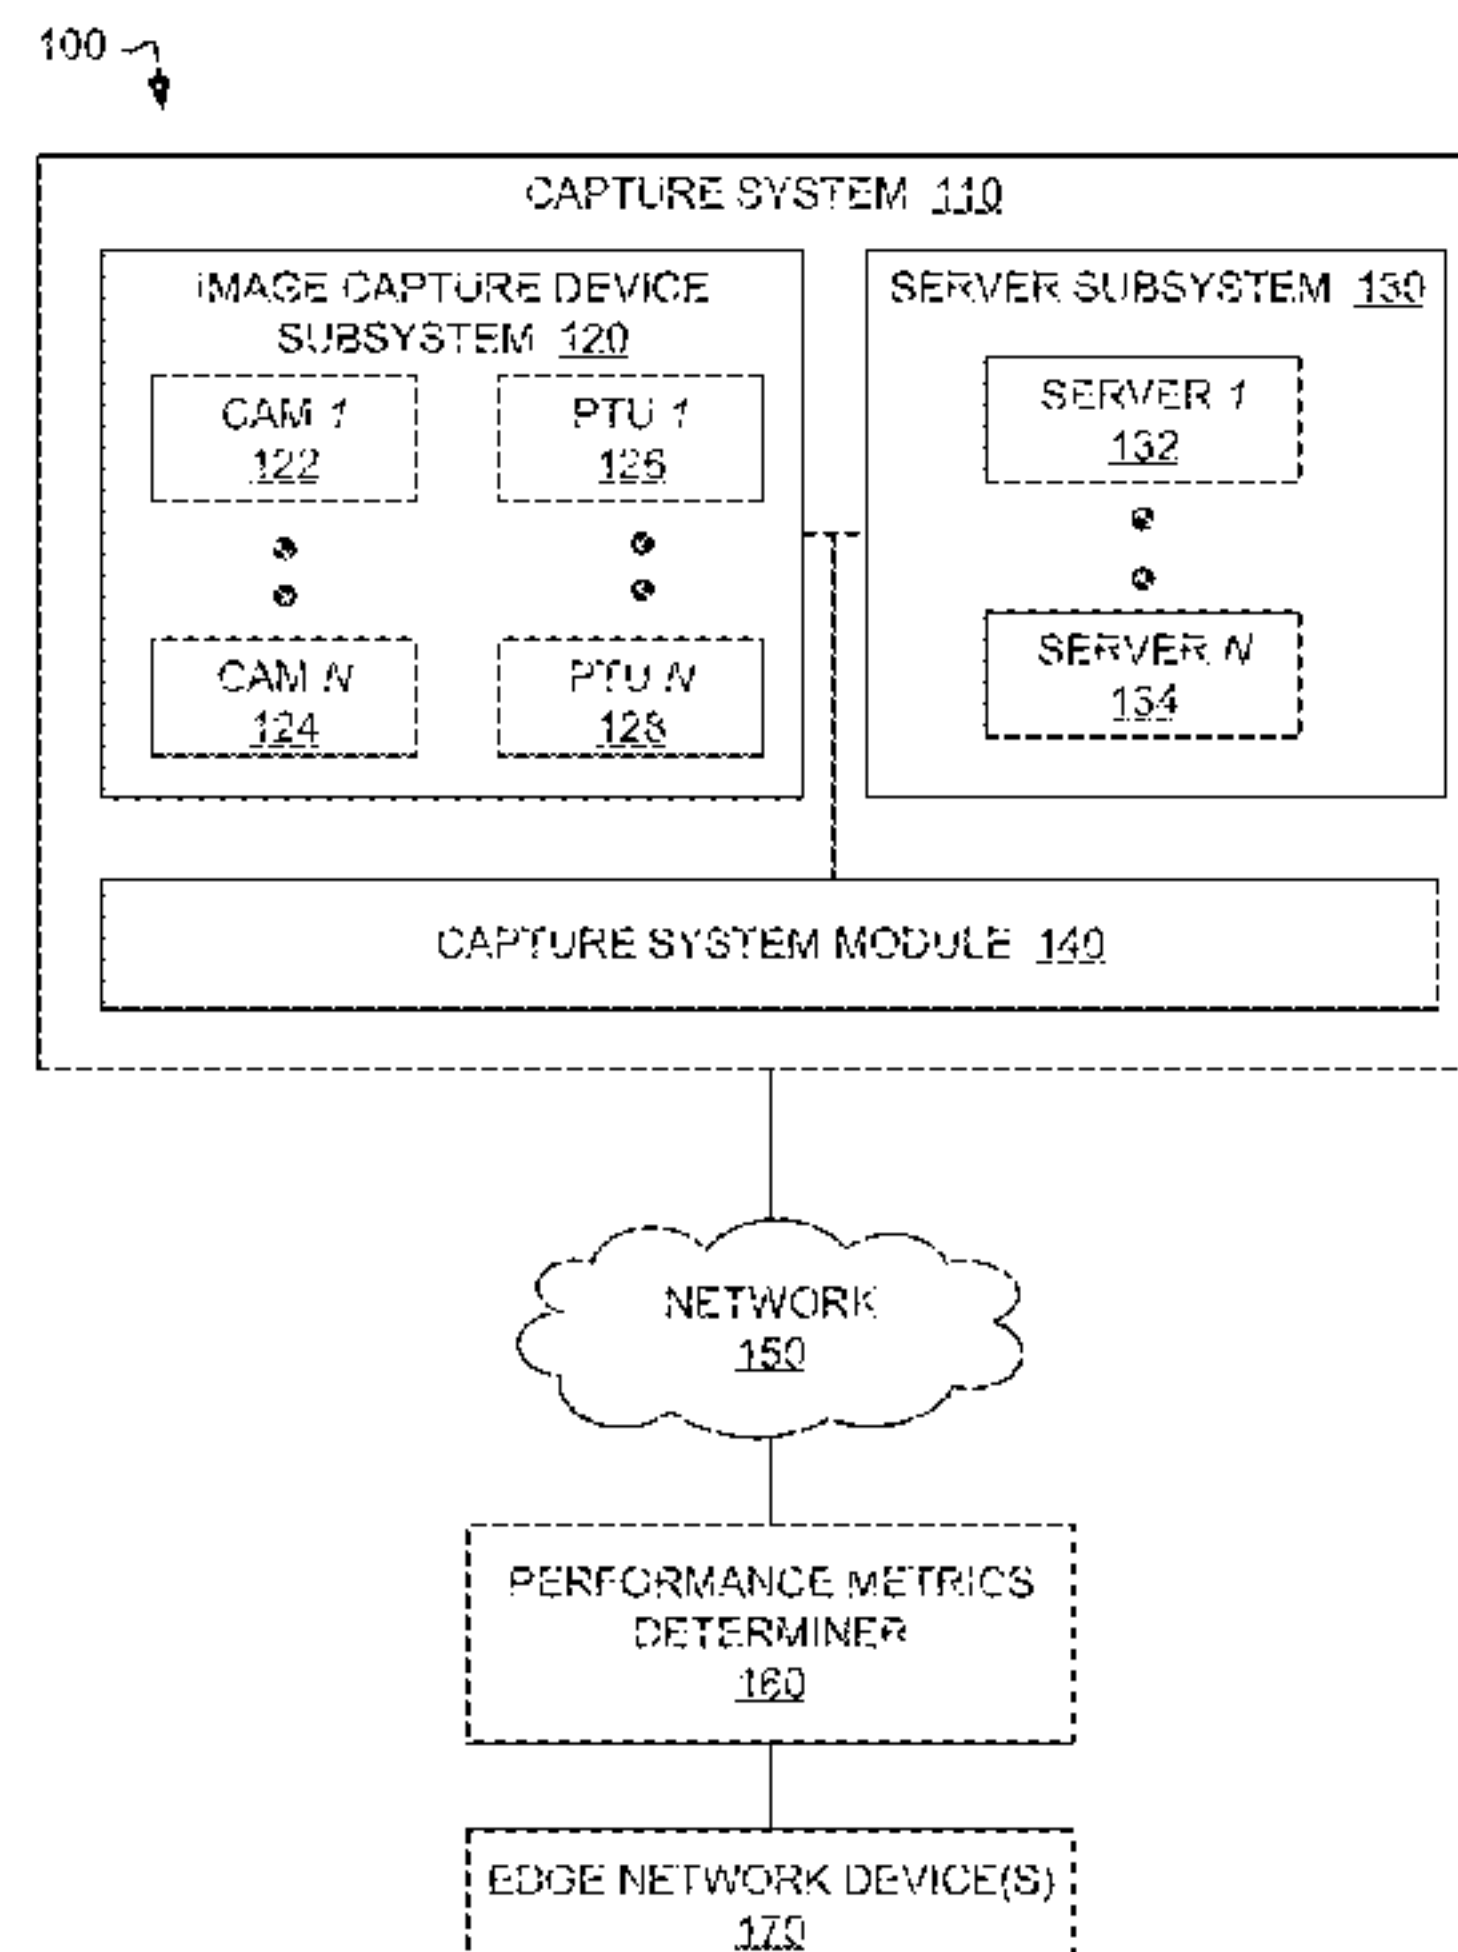 100
CAPTURE SYSTEM 110
IMAGE CAPTURE DEVICE
SUBSYSTEM 120
CAM 1
122
PTU 1
126
CAM N
124
PTU N
128
SERVER SUBSYSTEM 130
SERVER 1
132
SERVER N
134
CAPTURE SYSTEM MODULE 140
NETWORK
150
PERFORMANCE METRICS
DETERMINER
160
EDGE NETWORK DEVICE(S)
170